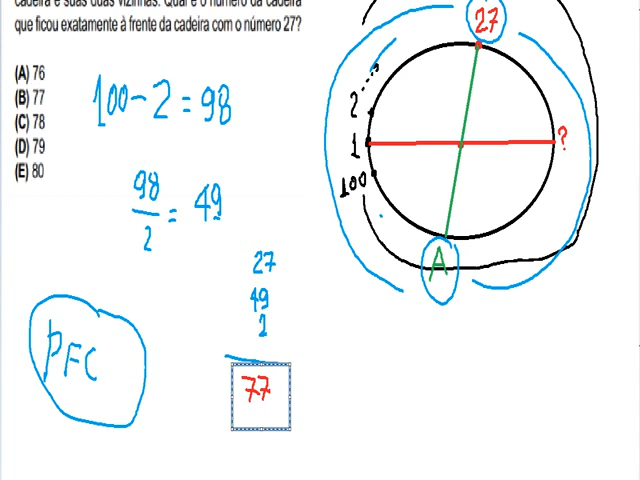 cadeira e suas duas vizinhas. Qual é o número da cadeira
que ficou exatamente à frente da cadeira com o número 27?
(A) 76
(B) 77
(C) 78
(D) 79
(E) 80
100 - 2 = 98
98
2
= 49
27
49
1
77
PFC
27
2
1
100
?
A